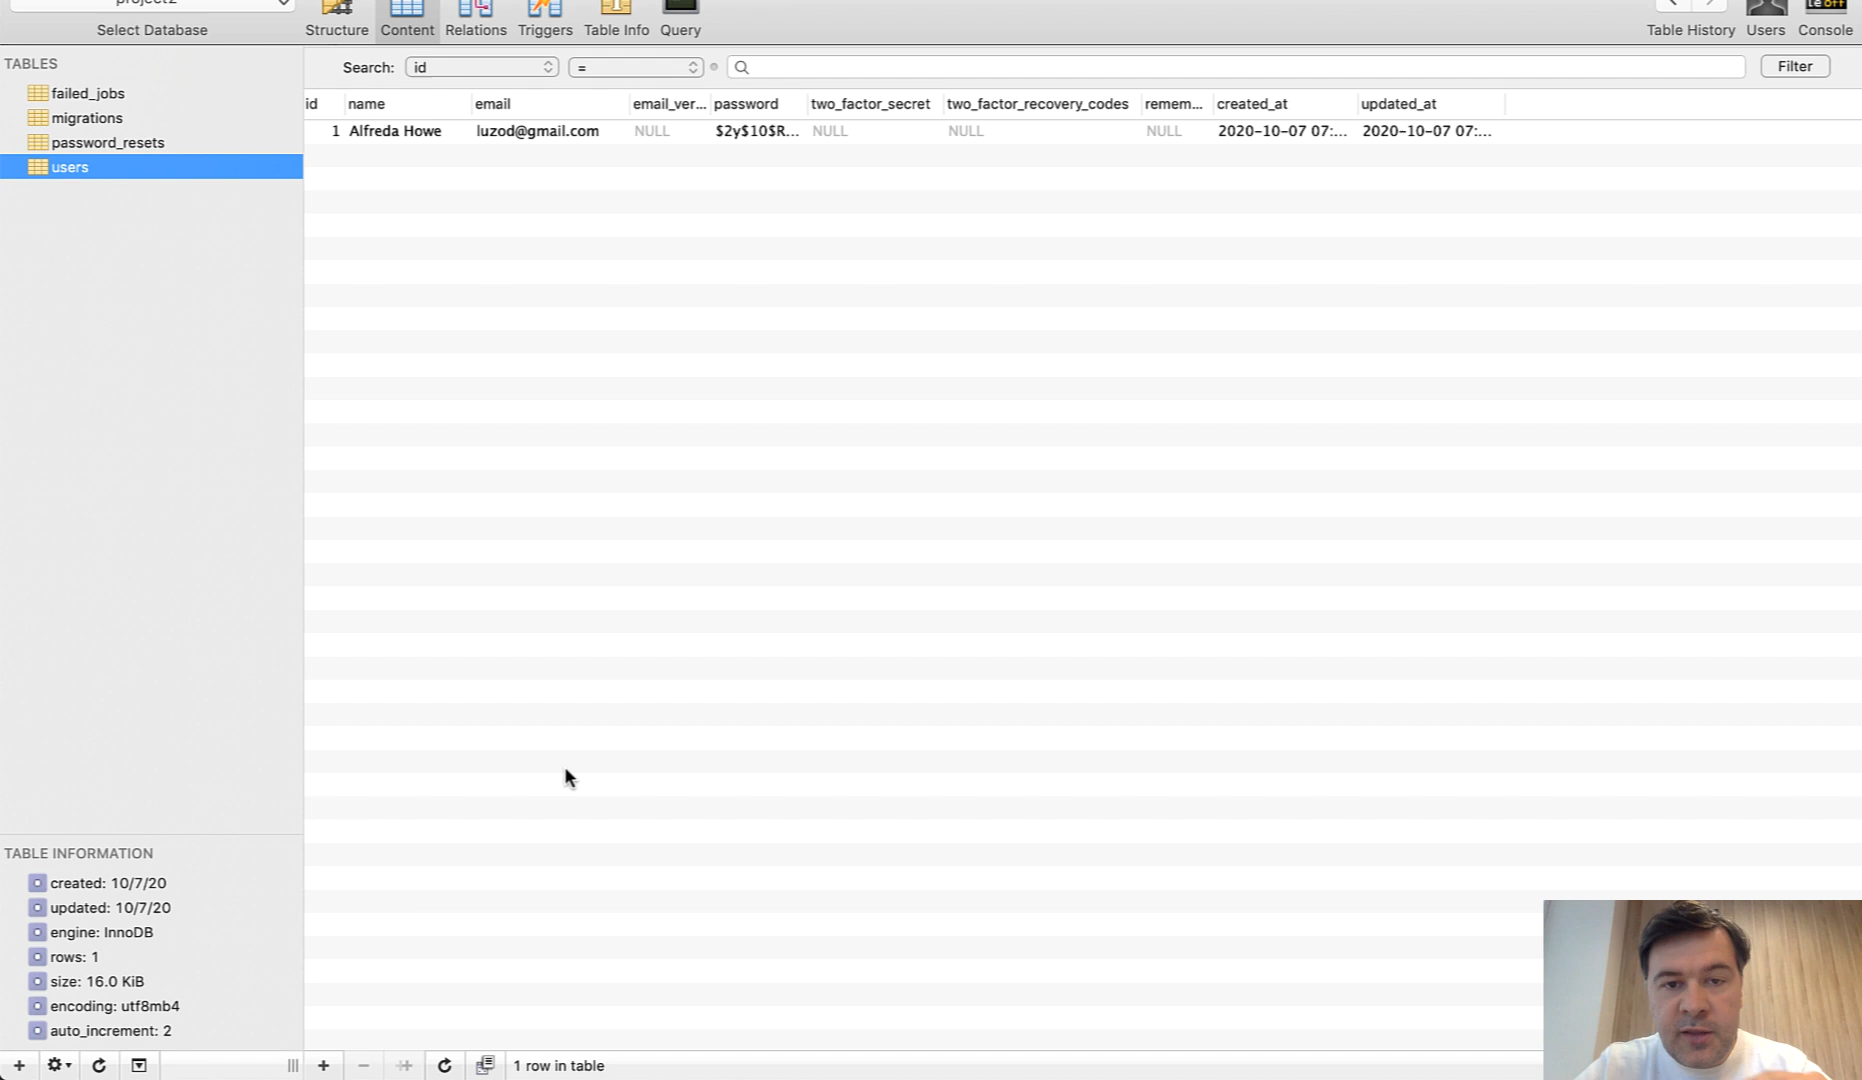 project2
Select Database
Structure
Content
Relations
Triggers
Table Info
Query
Table History
Users
Console
TABLES
failed_jobs
migrations
password_resets
users
Search: id = Filter
id name email email_ver... password two_factor_secret two_factor_recovery_codes remem... created_at updated_at
1 Alfreda Howe luzod@gmail.com NULL $2y$10$R... NULL NULL NULL 2020-10-07 07:... 2020-10-07 07:...
TABLE INFORMATION
created: 10/7/20
updated: 10/7/20
engine: InnoDB
rows: 1
size: 16.0 KiB
encoding: utf8mb4
auto_increment: 2
1 row in table